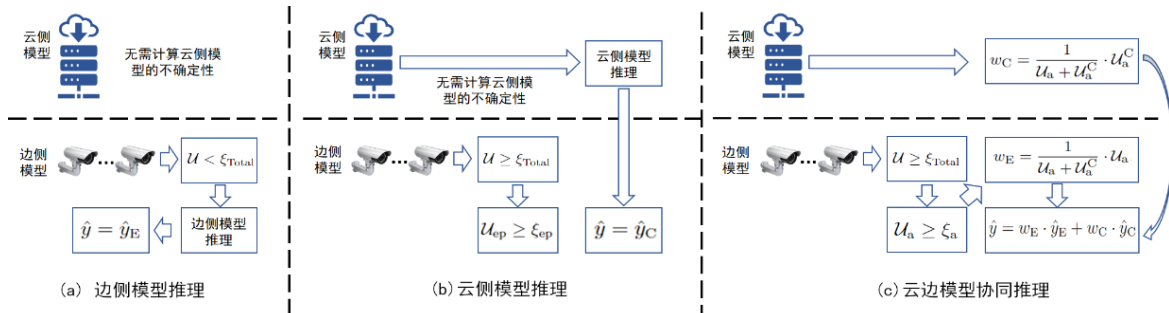 云侧
模型
无需计算云侧模
型的不确定性
边侧
模型
...
𝒰 < ξ_Total
ŷ = ŷ_E
边侧模型
推理
(a) 边侧模型推理
云侧
模型
云侧模型
推理
无需计算云侧模
型的不确定性
边侧
模型
...
𝒰 ≥ ξ_Total
𝒰_ep ≥ ξ_ep
ŷ = ŷ_C
(b) 云侧模型推理
云侧
模型
w_C = 1 / (𝒰_a + 𝒰_a^C) · 𝒰_a^C
边侧
模型
...
𝒰 ≥ ξ_Total
w_E = 1 / (𝒰_a + 𝒰_a^C) · 𝒰_a
𝒰_a ≥ ξ_a
ŷ = w_E · ŷ_E + w_C · ŷ_C
(c) 云边模型协同推理